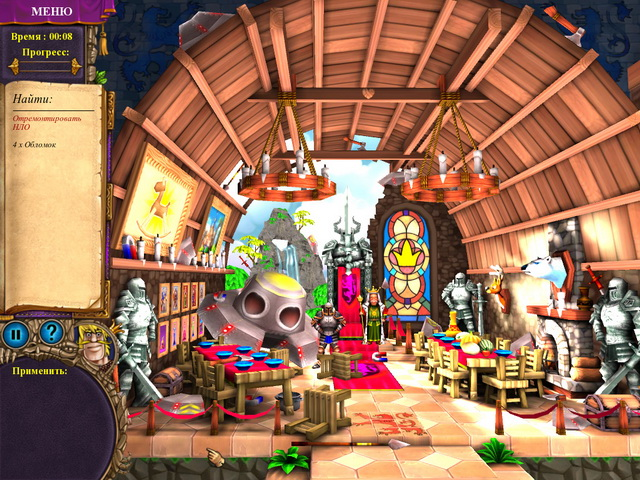 МЕНЮ
Время : 00:08
Прогресс:
Найти:
Отремонтировать
НЛО
4 x Обломок
?
Применить: